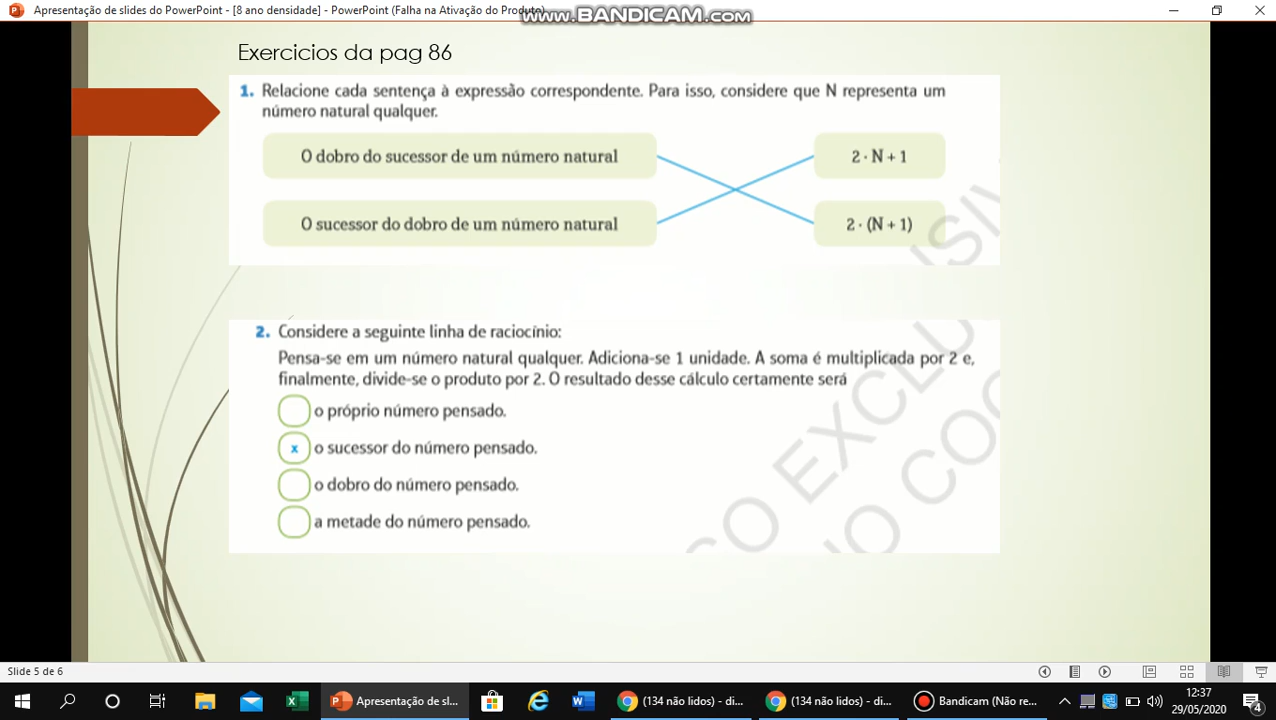 Apresentação de slides do PowerPoint - [8 ano densidade] - PowerPoint (Falha na Ativação do Produto)
www.BANDICAM.com
Exercicios da pag 86
1. Relacione cada sentença à expressão correspondente. Para isso, considere que N representa um
número natural qualquer.
O dobro do sucessor de um número natural
2 · N + 1
O sucessor do dobro de um número natural
2 · (N + 1)
2. Considere a seguinte linha de raciocínio:
Pensa-se em um número natural qualquer. Adiciona-se 1 unidade. A soma é multiplicada por 2 e,
finalmente, divide-se o produto por 2. O resultado desse cálculo certamente será
o próprio número pensado.
x o sucessor do número pensado.
o dobro do número pensado.
a metade do número pensado.
Slide 5 de 6
Apresentação de sl...
(134 não lidos) - di...
(134 não lidos) - di...
Bandicam (Não re...
12:37
29/05/2020
4